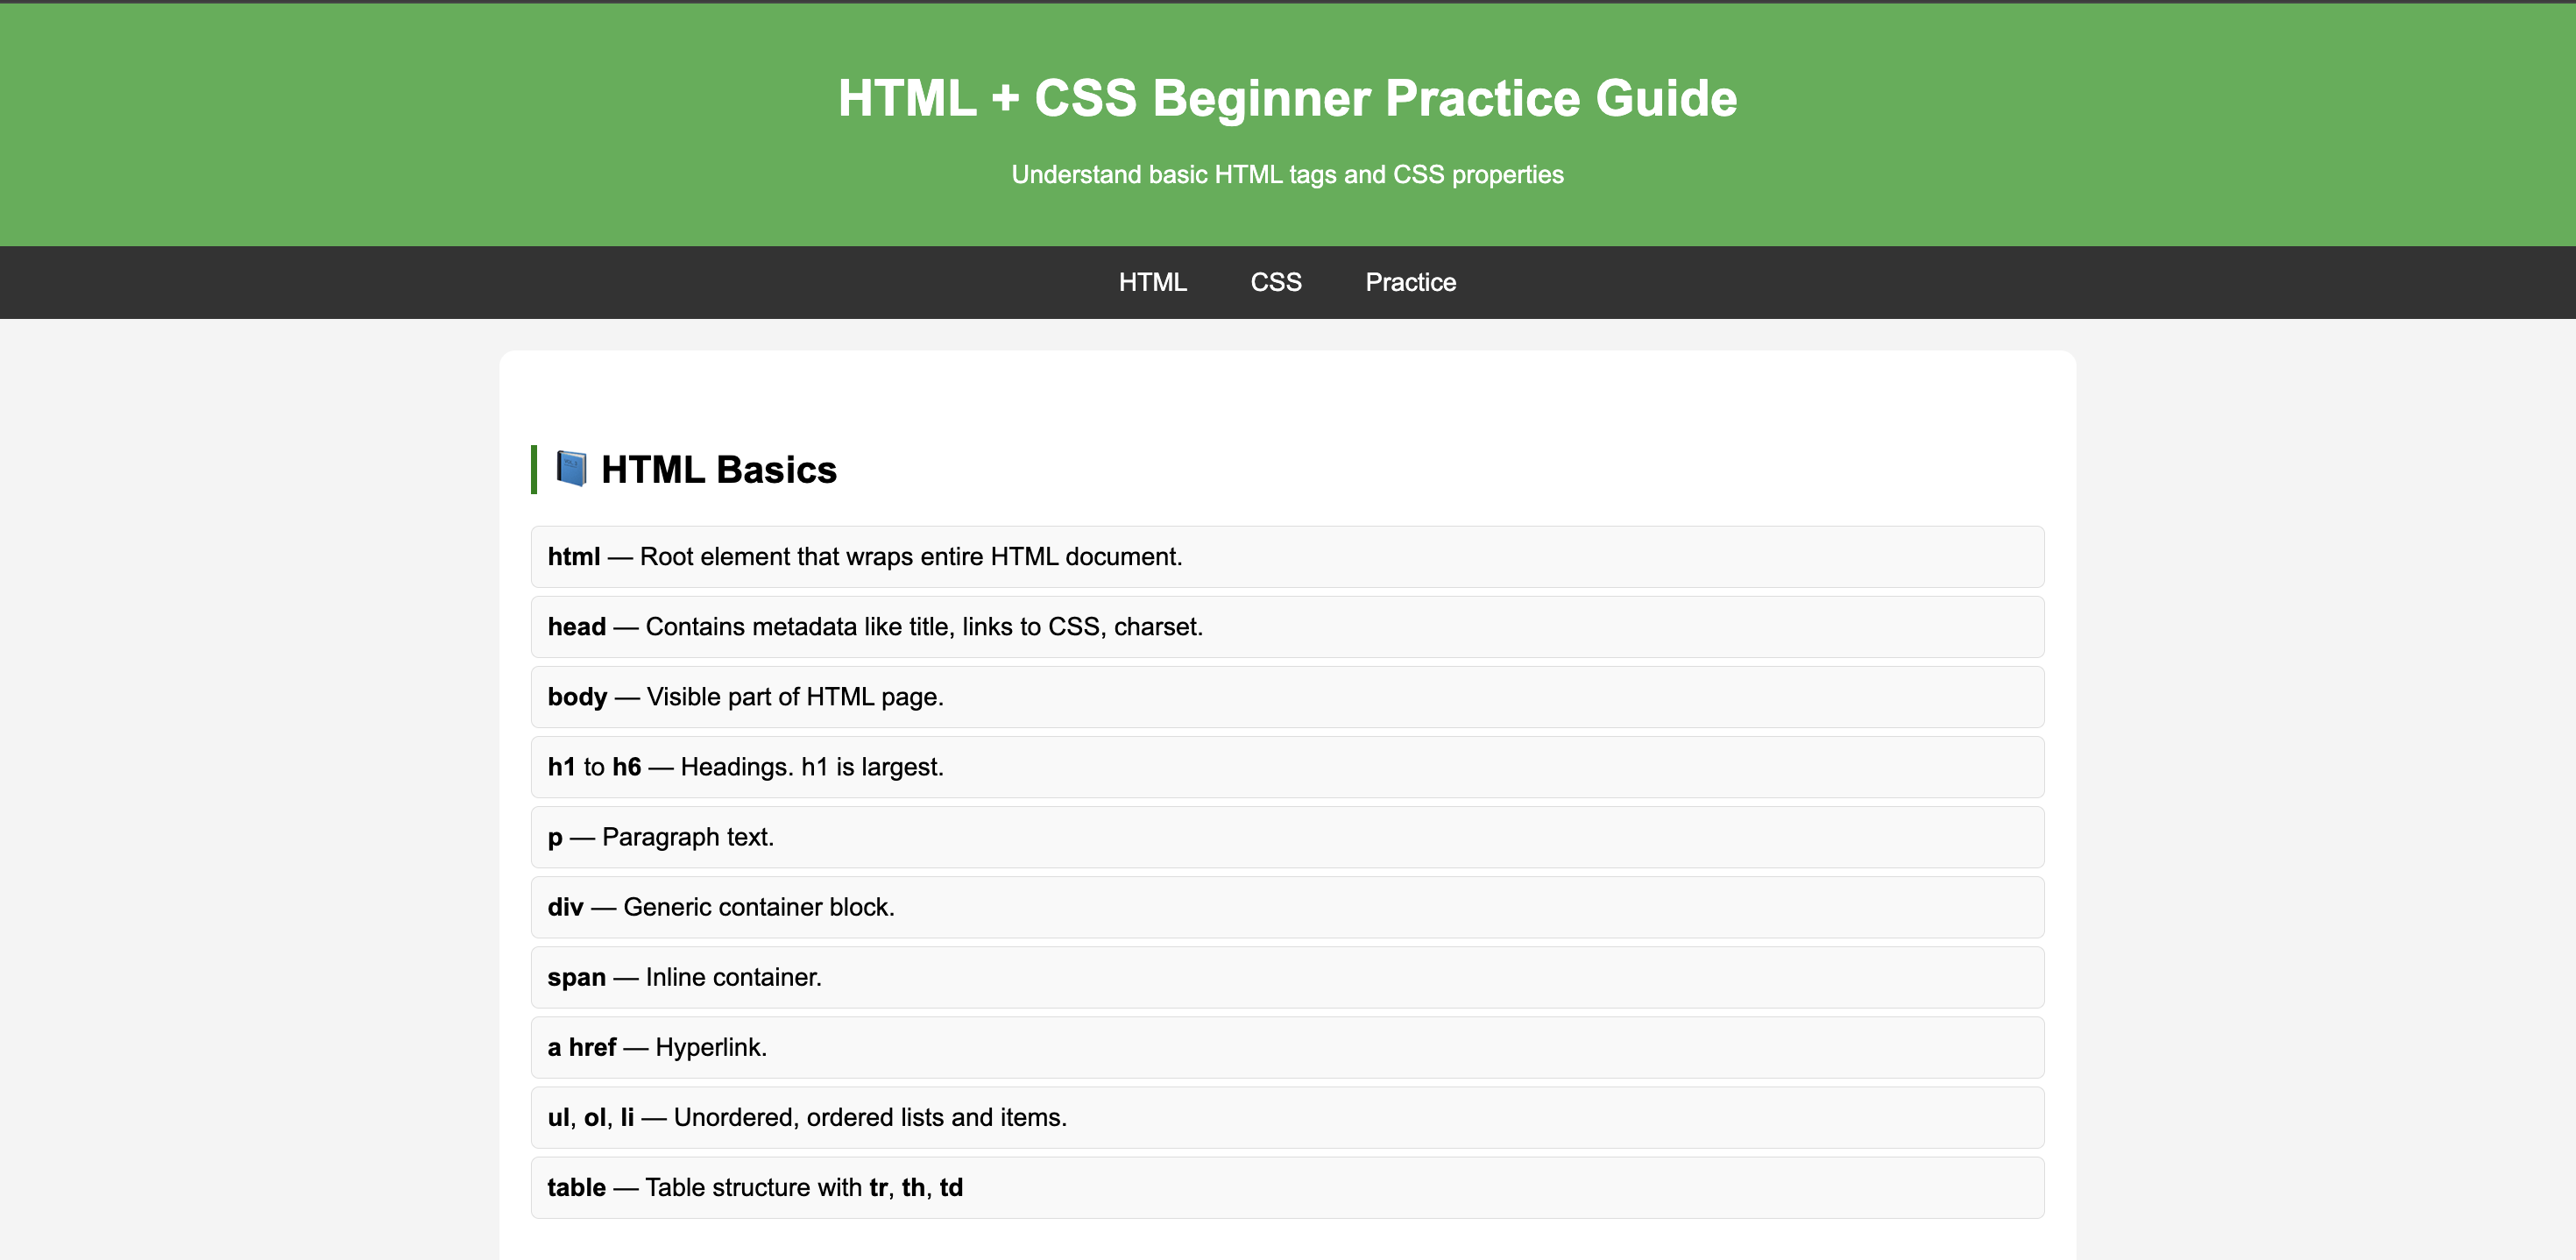 HTML + CSS Beginner Practice Guide
Understand basic HTML tags and CSS properties
HTML CSS Practice
📘 HTML Basics
html — Root element that wraps entire HTML document.
head — Contains metadata like title, links to CSS, charset.
body — Visible part of HTML page.
h1 to h6 — Headings. h1 is largest.
p — Paragraph text.
div — Generic container block.
span — Inline container.
a href — Hyperlink.
ul, ol, li — Unordered, ordered lists and items.
table — Table structure with tr, th, td